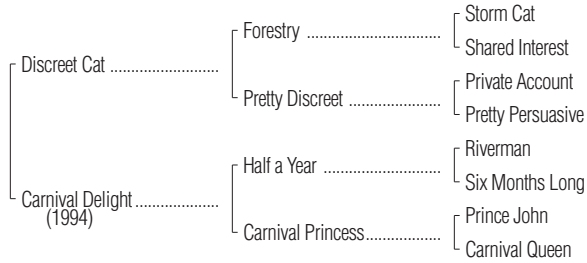 Storm Cat
Forestry ..............................
Shared Interest
Discreet Cat ........................
Private Account
Pretty Discreet .....................
Pretty Persuasive
Riverman
Half a Year ..........................
Six Months Long
Carnival Delight...................
(1994)
Prince John
Carnival Princess.................
Carnival Queen